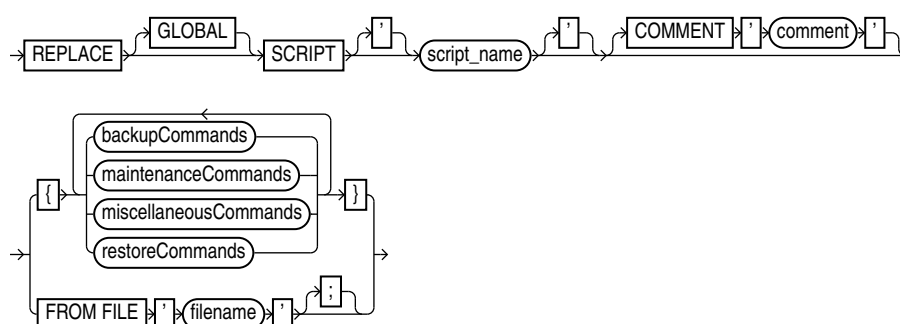 GLOBAL ' ' COMMENT ' comment '
REPLACE SCRIPT script_name
backupCommands
{ maintenanceCommands }
miscellaneousCommands
restoreCommands
;
FROM FILE ' filename '